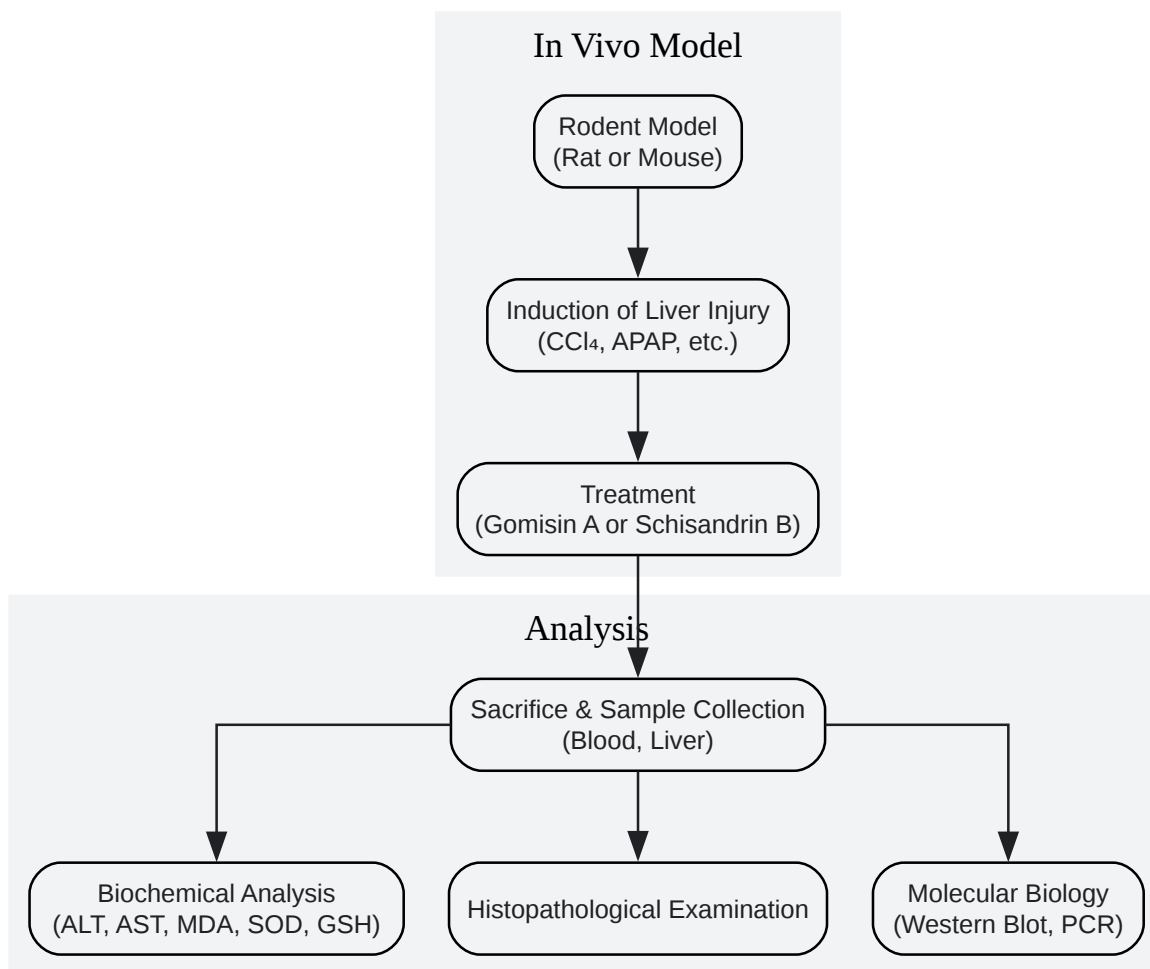 In Vivo Model
Rodent Model
(Rat or Mouse)
Induction of Liver Injury
(CCl₄, APAP, etc.)
Treatment
(Gomisin A or Schisandrin B)
Analysis
Sacrifice & Sample Collection
(Blood, Liver)
Biochemical Analysis
(ALT, AST, MDA, SOD, GSH)
Histopathological Examination
Molecular Biology
(Western Blot, PCR)